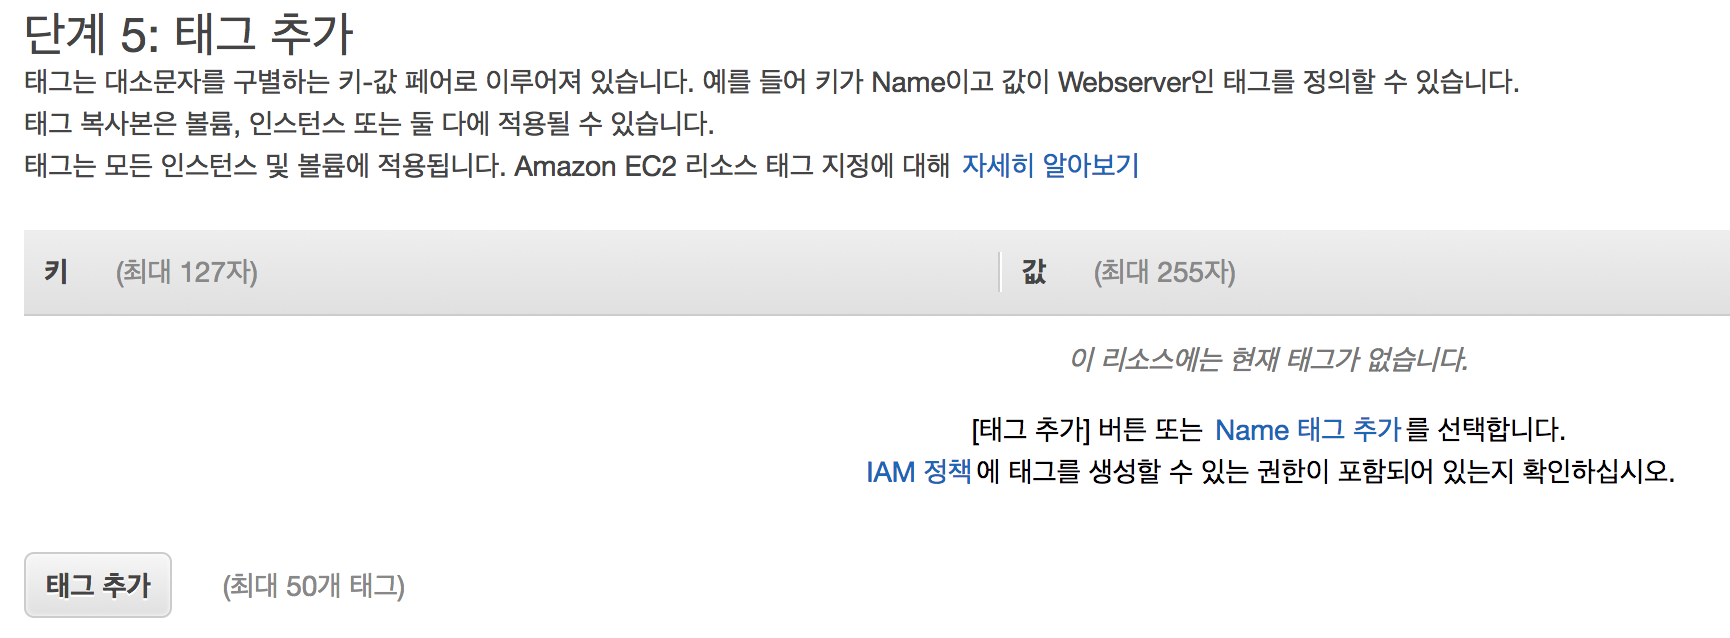 단계 5: 태그 추가
태그는 대소문자를 구별하는 키-값 페어로 이루어져 있습니다. 예를 들어 키가 Name이고 값이 Webserver인 태그를 정의할 수 있습니다.
태그 복사본은 볼륨, 인스턴스 또는 둘 다에 적용될 수 있습니다.
태그는 모든 인스턴스 및 볼륨에 적용됩니다. Amazon EC2 리소스 태그 지정에 대해 자세히 알아보기
키 (최대 127자) 값 (최대 255자)
이 리소스에는 현재 태그가 없습니다.
[태그 추가] 버튼 또는 Name 태그 추가를 선택합니다.
IAM 정책에 태그를 생성할 수 있는 권한이 포함되어 있는지 확인하십시오.
태그 추가 (최대 50개 태그)